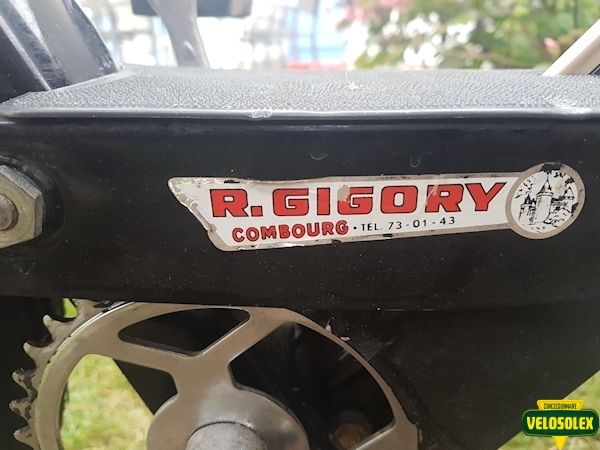 R. GIGORY
COMBOURG · TEL. 73-01-43
CONCESSIONNAIRE
VELOSOLEX